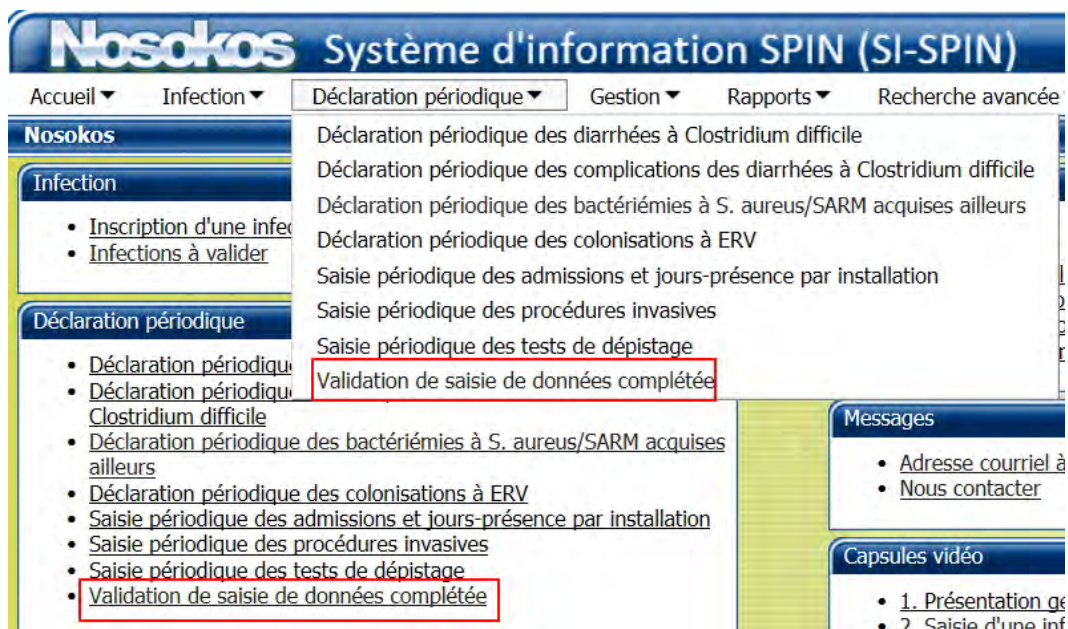 Nosokos Système d'information SPIN (SI-SPIN)
Accueil Infection Déclaration périodique Gestion Rapports Recherche avancée
Nosokos
Déclaration périodique des diarrhées à Clostridium difficile
Déclaration périodique des complications des diarrhées à Clostridium difficile
Déclaration périodique des bactériémies à S. aureus/SARM acquises ailleurs
Déclaration périodique des colonisations à ERV
Saisie périodique des admissions et jours-présence par installation
Saisie périodique des procédures invasives
Saisie périodique des tests de dépistage
Validation de saisie de données complétée
Infection
Inscription d'une
Infections à valider
Déclaration périodique
Déclaration périodique
Déclaration périodique
Clostridium difficile
Déclaration périodique des bactériémies à S. aureus/SARM acquises
ailleurs
Déclaration périodique des colonisations à ERV
Saisie périodique des admissions et jours-présence par installation
Saisie périodique des procédures invasives
Saisie périodique des tests de dépistage
Validation de saisie de données complétée
Messages
Adresse courriel à
Nous contacter
Capsules vidéo
1. Présentation
2. Saisie d'une